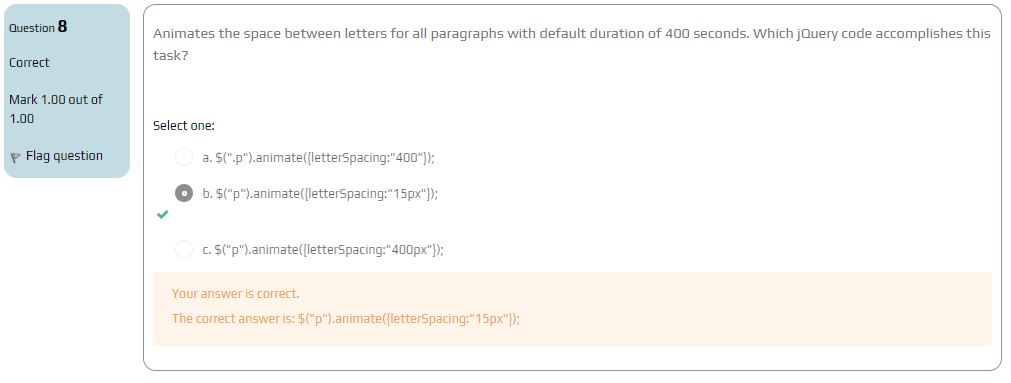 Question 8
Correct
Mark 1.00 out of
1.00
Flag question
Animates the space between letters for all paragraphs with default duration of 400 seconds. Which jQuery code accomplishes this
task?
Select one:
a. $(".p").animate({letterSpacing:"400"});
b. $("p").animate({letterSpacing:"15px"});
c. $("p").animate({letterSpacing:"400px"});
Your answer is correct.
The correct answer is: $("p").animate({letterSpacing:"15px"});